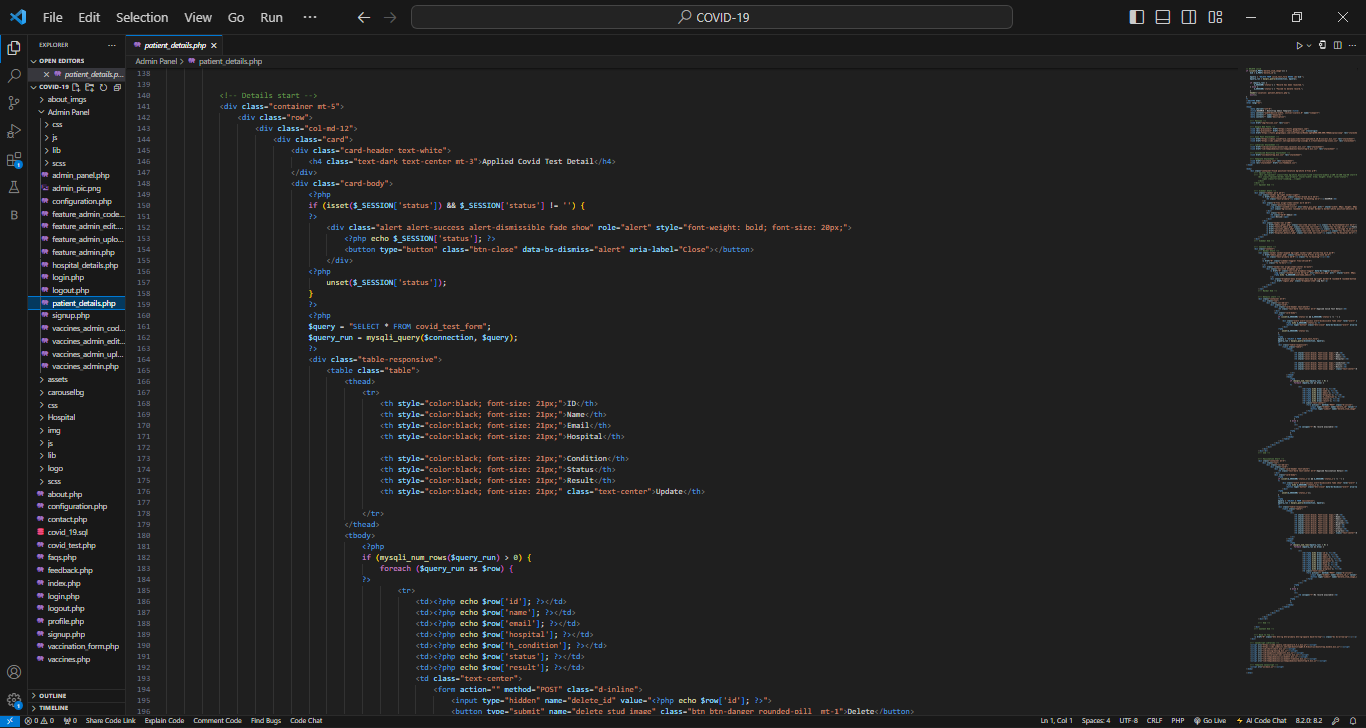 File Edit Selection View Go Run ··· COVID-19
EXPLORER ···
OPEN EDITORS
patient_details.p...
COVID-19
about_imgs
Admin Panel
css
js
lib
scss
admin_panel.php
admin_pic.png
configuration.php
feature_admin_code...
feature_admin_edit...
feature_admin_uplo...
feature_admin.php
hospital_details.php
login.php
logout.php
patient_details.php
signup.php
vaccines_admin_cod...
vaccines_admin_edit...
vaccines_admin_upl...
vaccines_admin.php
assets
carouselbg
css
Hospital
img
js
lib
logo
scss
about.php
configuration.php
contact.php
covid_19.sql
covid_test.php
faqs.php
feedback.php
index.php
login.php
logout.php
profile.php
signup.php
vaccination_form.php
vaccines.php
OUTLINE
TIMELINE
patient_details.php
Admin Panel > patient_details.php
138
139
140 <!-- Details start -->
141 <div class="container mt-5">
142 <div class="row">
143 <div class="col-md-12">
144 <div class="card">
145 <div class="card-header text-white">
146 <h4 class="text-dark text-center mt-3">Applied Covid Test Detail</h4>
147 </div>
148 <div class="card-body">
149 <?php
150 if (isset($_SESSION['status']) && $_SESSION['status'] != '') {
151 ?>
152 <div class="alert alert-success alert-dismissible fade show" role="alert" style="font-weight: bold; font-size: 20px;">
153 <?php echo $_SESSION['status']; ?>
154 <button type="button" class="btn-close" data-bs-dismiss="alert" aria-label="Close"></button>
155 </div>
156 <?php
157 unset($_SESSION['status']);
158 }
159 ?>
160 <?php
161 $query = "SELECT * FROM covid_test_form";
162 $query_run = mysqli_query($connection, $query);
163 ?>
164 <div class="table-responsive">
165 <table class="table">
166 <thead>
167 <tr>
168 <th style="color:black; font-size: 21px;">ID</th>
169 <th style="color:black; font-size: 21px;">Name</th>
170 <th style="color:black; font-size: 21px;">Email</th>
171 <th style="color:black; font-size: 21px;">Hospital</th>
172
173 <th style="color:black; font-size: 21px;">Condition</th>
174 <th style="color:black; font-size: 21px;">Status</th>
175 <th style="color:black; font-size: 21px;">Result</th>
176 <th style="color:black; font-size: 21px;" class="text-center">Update</th>
177
178 </tr>
179 </thead>
180 <tbody>
181 <?php
182 if (mysqli_num_rows($query_run) > 0) {
183 foreach ($query_run as $row) {
184 ?>
185 <tr>
186 <td><?php echo $row['id']; ?></td>
187 <td><?php echo $row['name']; ?></td>
188 <td><?php echo $row['email']; ?></td>
189 <td><?php echo $row['hospital']; ?></td>
190 <td><?php echo $row['h_condition']; ?></td>
191 <td><?php echo $row['status']; ?></td>
192 <td><?php echo $row['result']; ?></td>
193 <td class="text-center">
194 <form action="" method="POST" class="d-inline">
195 <input type="hidden" name="delete_id" value="<?php echo $row['id']; ?>">
196 <button type="submit" name="delete_stud_image" class="btn btn-danger rounded-pill mt-1">Delete</button>
0 0 0 Share Code Link Explain Code Comment Code Find Bugs Code Chat Ln 1, Col 1 Spaces: 4 UTF-8 CRLF PHP Go Live AI Code Chat 8.2.0: 8.2